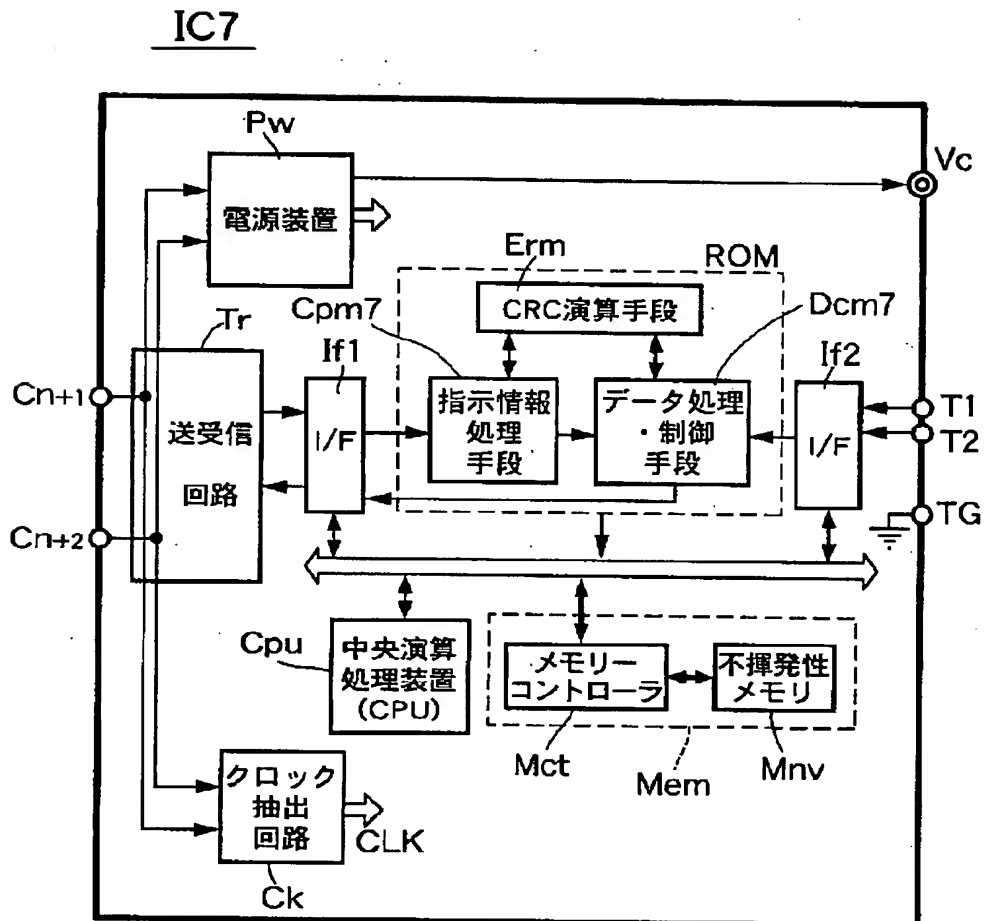 IC7
Pw
電源装置
Vc
Erm
ROM
CRC演算手段
Cpm7
Dcm7
Tr
If1
If2
Cn+1
送受信
回路
I/F
指示情報
処理
手段
データ処理
・制御
手段
I/F
T1
T2
Cn+2
TG
Cpu
中央演算
処理装置
(CPU)
メモリー
コントローラ
不揮発性
メモリ
Mct
Mem
Mnv
クロック
抽出
回路
CLK
Ck